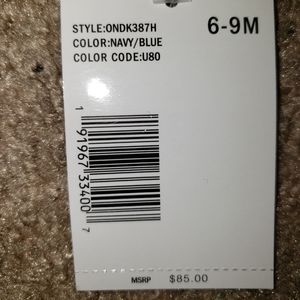 STYLE:ONDK387H
6-9M
COLOR:NAVY/BLUE
COLOR CODE:U80
1 91967 33400 7
MSRP $85.00